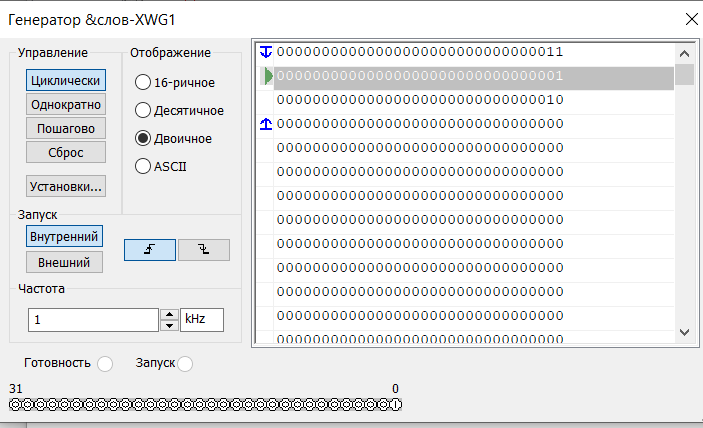 Генератор &слов-XWG1
Управление
Циклически
Однократно
Пошагово
Сброс
Установки...
Отображение
16-ричное
Десятичное
Двоичное
ASCII
Запуск
Внутренний
Внешний
Частота
1 kHz
Готовность Запуск
31 0
00000000000000000000000000000011
00000000000000000000000000000001
00000000000000000000000000000010
00000000000000000000000000000000
00000000000000000000000000000000
00000000000000000000000000000000
00000000000000000000000000000000
00000000000000000000000000000000
00000000000000000000000000000000
00000000000000000000000000000000
00000000000000000000000000000000
00000000000000000000000000000000
00000000000000000000000000000000